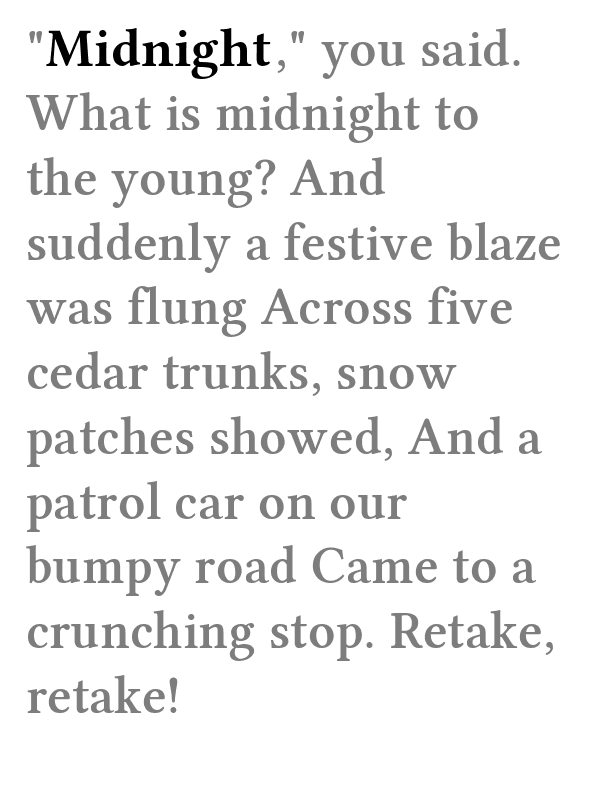 "Midnight," you said.
What is midnight to
the young? And
suddenly a festive blaze
was flung Across five
cedar trunks, snow
patches showed, And a
patrol car on our
bumpy road Came to a
crunching stop. Retake,
retake!